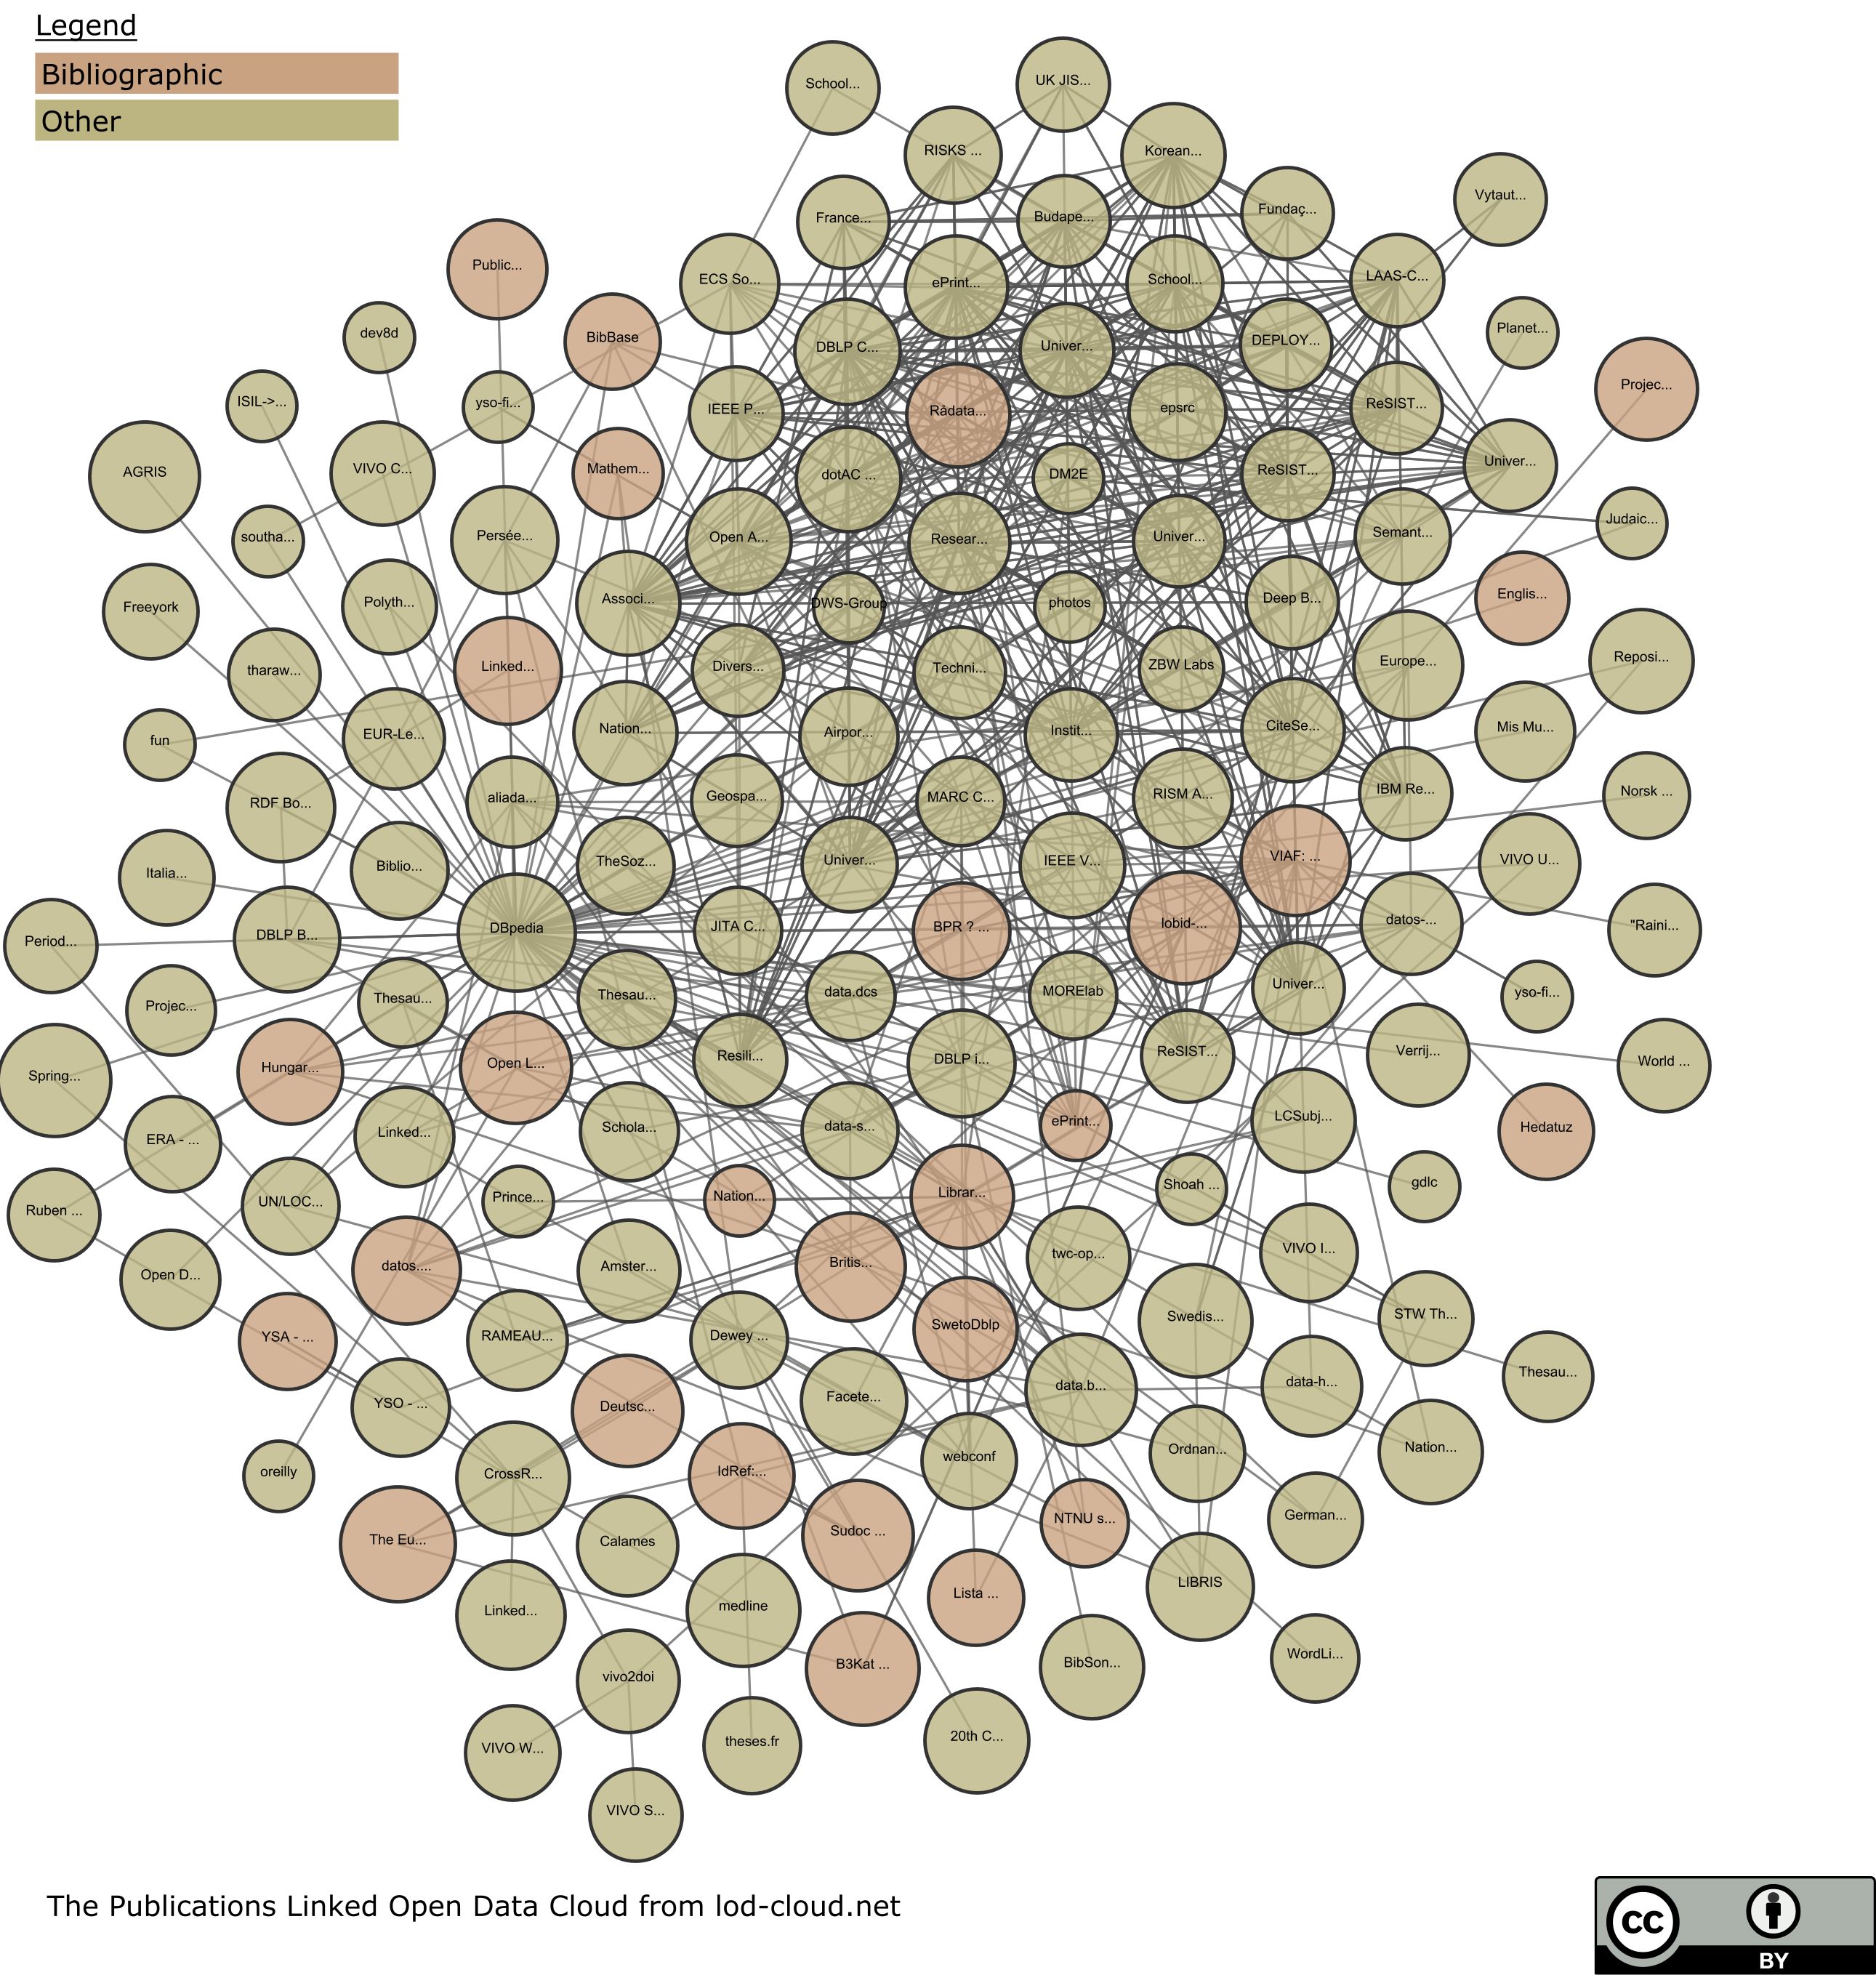 Legend
Bibliographic
Other
School...
UK JIS...
RISKS ...
Korean...
Vytaut...
France...
Budape...
Fundaç...
Public...
ECS So...
ePrint...
School...
LAAS-C...
dev8d
BibBase
DBLP C...
Univer...
DEPLOY...
Planet...
Projec...
ISIL->...
yso-fi...
IEEE P...
Rådata...
epsrc
ReSIST...
AGRIS
VIVO C...
Mathem...
dotAC ...
DM2E
ReSIST...
Univer...
southa...
Persée...
Open A...
Resear...
Univer...
Semant...
Judaic...
Freeyork
Polyth...
Associ...
DWS-Group
photos
Deep B...
Englis...
tharaw...
Linked...
Divers...
Techni...
ZBW Labs
Europe...
Reposi...
fun
EUR-Le...
Nation...
Airpor...
Instit...
CiteSe...
Mis Mu...
RDF Bo...
aliada...
Geospa...
MARC C...
RISM A...
IBM Re...
Norsk ...
Italia...
Biblio...
TheSoz...
Univer...
IEEE V...
VIAF: ...
VIVO U...
Period...
DBLP B...
DBpedia
JITA C...
BPR ? ...
lobid-...
datos-...
"Raini...
Projec...
Thesau...
Thesau...
data.dcs
MORElab
Univer...
yso-fi...
Spring...
Hungar...
Open L...
Resili...
DBLP i...
ReSIST...
Verrij...
World ...
ERA - ...
Linked...
Schola...
data-s...
ePrint...
LCSubj...
Hedatuz
Ruben ...
UN/LOC...
Prince...
Nation...
Librar...
Shoah ...
gdlc
Open D...
datos....
Amster...
Britis...
twc-op...
VIVO I...
YSA - ...
RAMEAU...
Dewey ...
SwetoDblp
Swedis...
STW Th...
YSO - ...
Deutsc...
Facete...
data.b...
data-h...
Thesau...
oreilly
CrossR...
IdRef:...
webconf
Ordnan...
Nation...
The Eu...
Calames
Sudoc ...
NTNU s...
German...
Linked...
medline
Lista ...
LIBRIS
vivo2doi
B3Kat ...
BibSon...
WordLi...
VIVO W...
theses.fr
20th C...
VIVO S...
The Publications Linked Open Data Cloud from lod-cloud.net
cc
BY